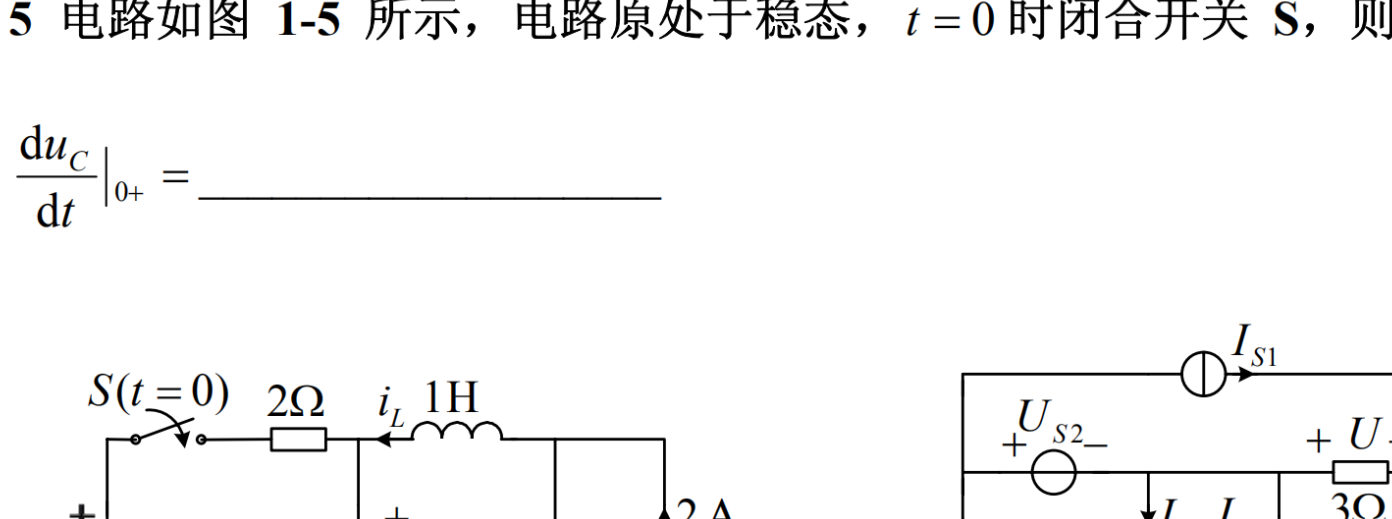 5 电路如图 1-5 所示，电路原处于稳态，t = 0 时闭合开关 S，则
du_C/dt |0+ = ____________________
S(t = 0) 2Ω i_L 1H
I_S1
U_S2
+ − + U
+ + 2 A
3Ω